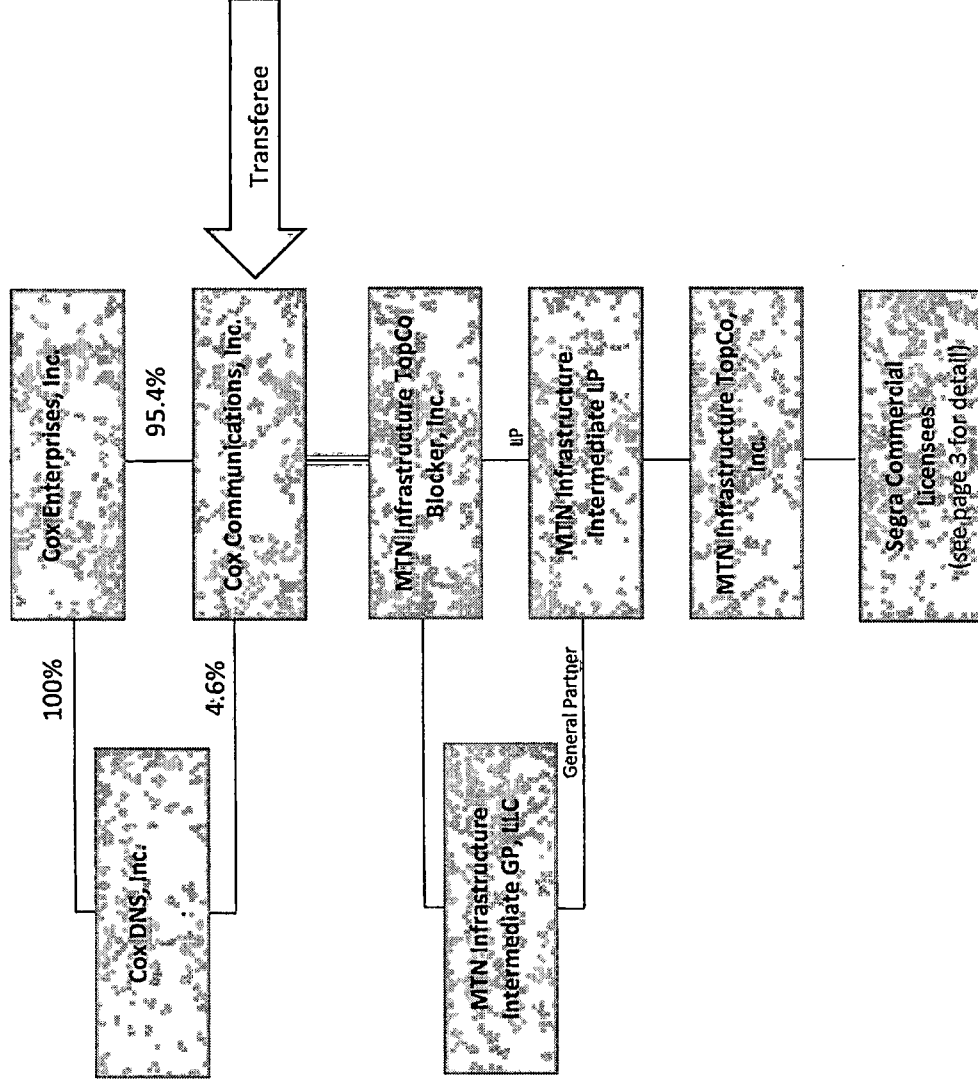 Cox Enterprises, Inc.
100%
95.4%
Cox DNS, Inc.
4.6%
Cox Communications, Inc.
Transferee
MTN Infrastructure TopCo
Blocker, Inc.
LP
MTN Infrastructure
Intermediate GP, LLC
General Partner
MTN Infrastructure
Intermediate LP
MTN Infrastructure TopCo,
Inc.
Segra Commercial
Licensees
(see page 3 for detail)